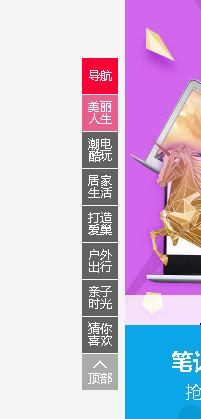 导航
美丽
人生
潮电
酷玩
居家
生活
打造
爱巢
户外
出行
亲子
时光
猜你
喜欢
顶部
笔
抢